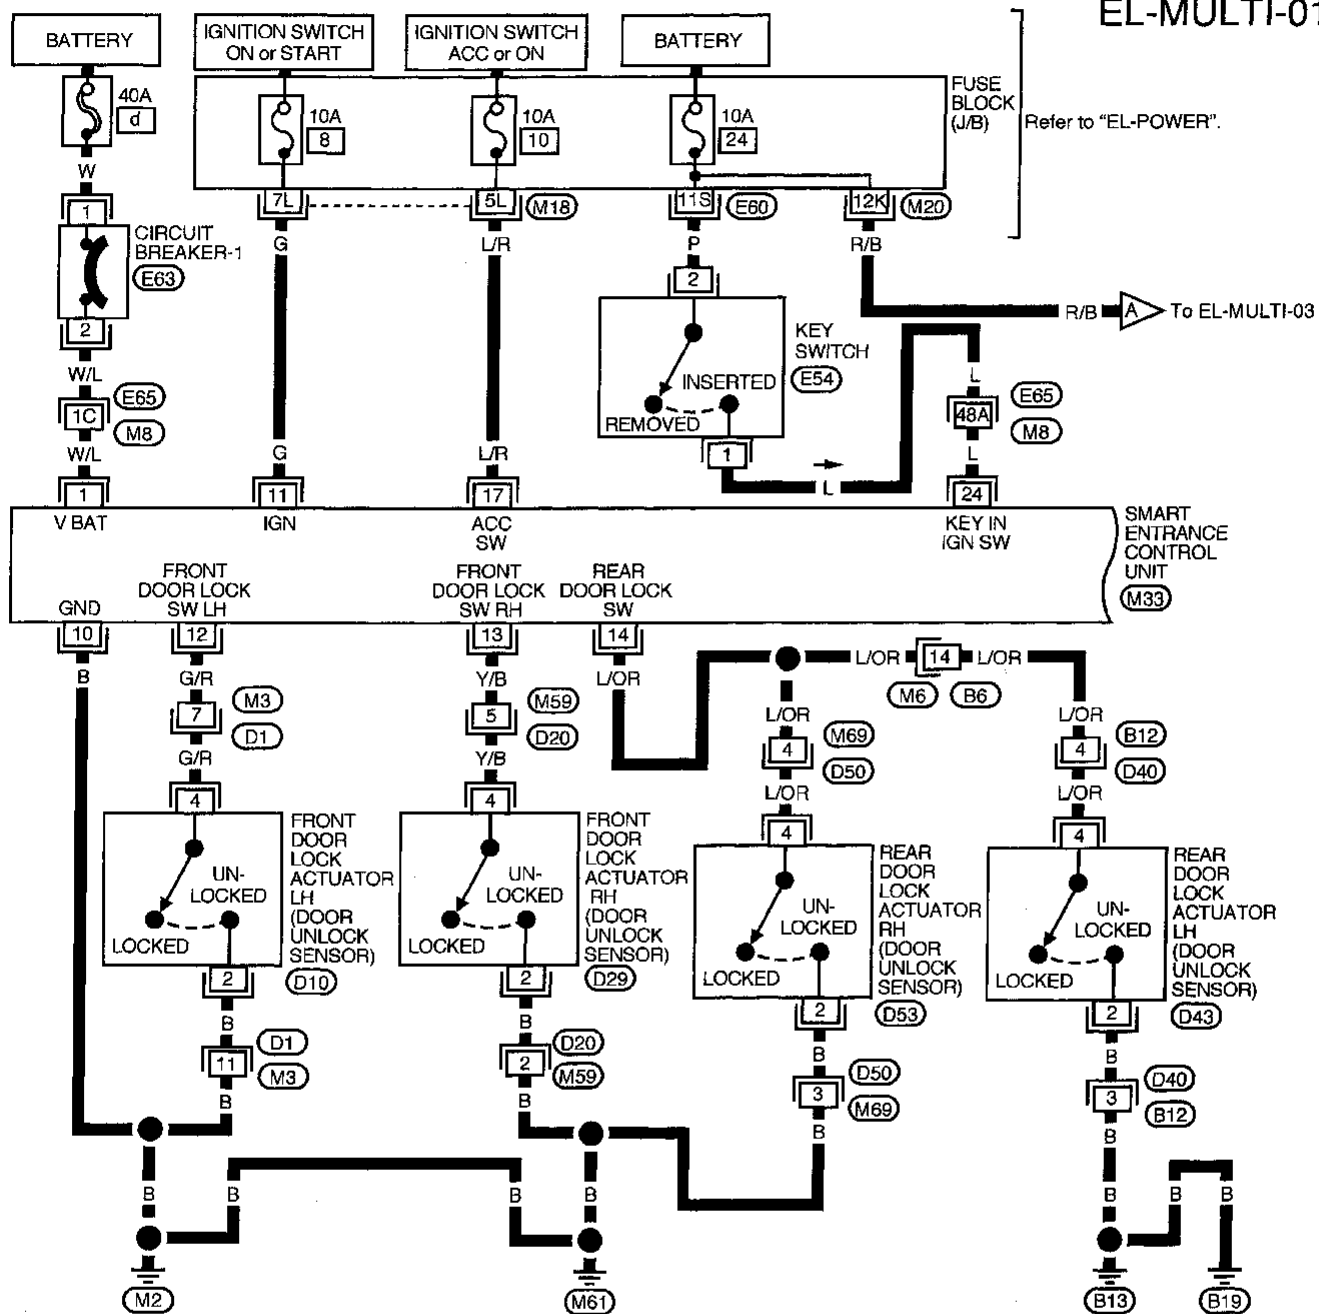 EL-MULTI-01
BATTERY
IGNITION SWITCH
ON or START
IGNITION SWITCH
ACC or ON
BATTERY
40A
d
10A
8
10A
10
10A
24
FUSE
BLOCK
(J/B)
Refer to "EL-POWER".
W
7L
5L
M18
11S
E60
12K
M20
1
CIRCUIT
BREAKER-1
E63
2
G
L/R
P
R/B
2
R/B
A
To EL-MULTI-03
KEY
SWITCH
E54
INSERTED
REMOVED
1
L
W/L
E65
1C
M8
W/L
G
L/R
L
E65
48A
M8
L
1
11
17
24
V BAT
IGN
ACC
SW
KEY IN
IGN SW
SMART
ENTRANCE
CONTROL
UNIT
M33
GND
FRONT
DOOR LOCK
SW LH
FRONT
DOOR LOCK
SW RH
REAR
DOOR LOCK
SW
10
12
13
14
B
G/R
Y/B
L/OR
L/OR
14
L/OR
M6
B6
7
M3
D1
5
M59
D20
L/OR
4
M69
D50
L/OR
L/OR
4
B12
D40
L/OR
G/R
Y/B
4
4
4
4
UN-
LOCKED
LOCKED
FRONT
DOOR
LOCK
ACTUATOR
LH
(DOOR
UNLOCK
SENSOR)
D10
UN-
LOCKED
LOCKED
FRONT
DOOR
LOCK
ACTUATOR
RH
(DOOR
UNLOCK
SENSOR)
D29
UN-
LOCKED
LOCKED
REAR
DOOR
LOCK
ACTUATOR
RH
(DOOR
UNLOCK
SENSOR)
D53
UN-
LOCKED
LOCKED
REAR
DOOR
LOCK
ACTUATOR
LH
(DOOR
UNLOCK
SENSOR)
D43
2
2
2
2
B
B
B
B
11
D1
M3
2
D20
M59
3
D50
M69
3
D40
B12
B
B
B
B
B
B
B
B
B
B
B
M2
M61
B13
B19